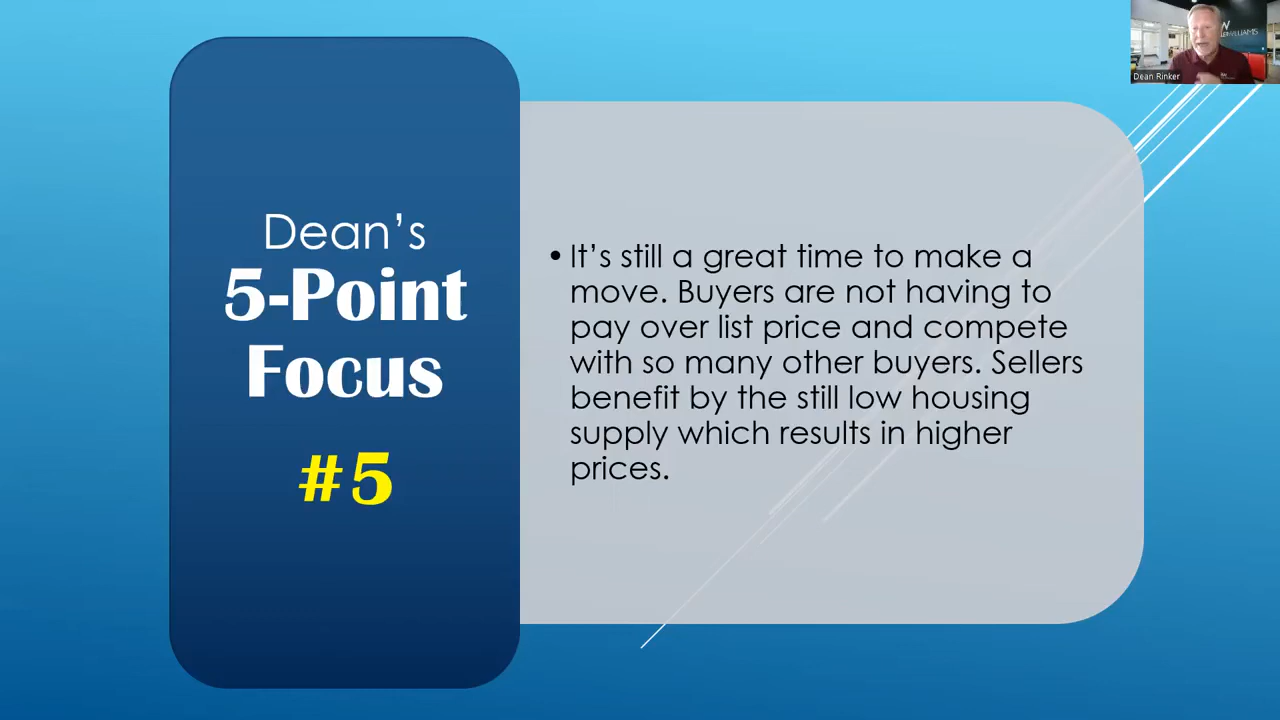 Dean's
5-Point
Focus
#5
• It's still a great time to make a
move. Buyers are not having to
pay over list price and compete
with so many other buyers. Sellers
benefit by the still low housing
supply which results in higher
prices.
Dean Rinker